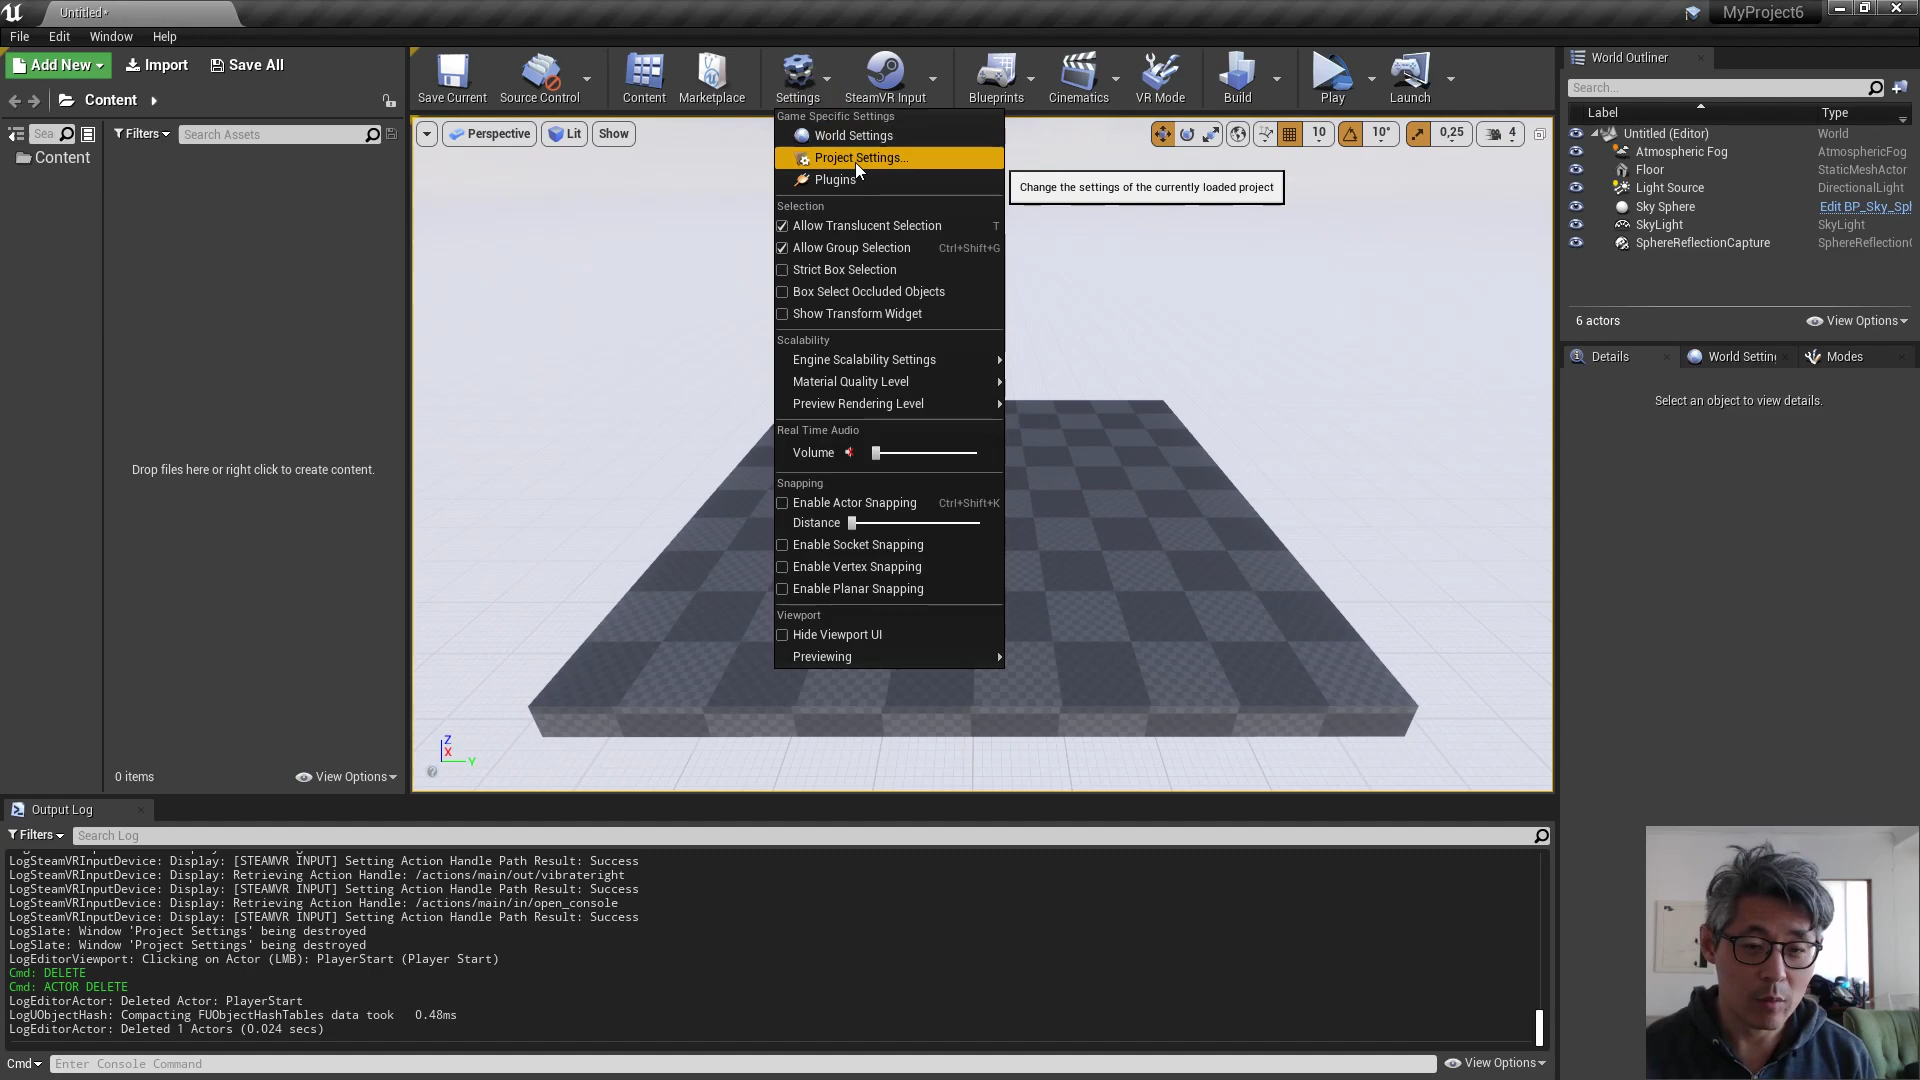 Untitled*
MyProject6
File Edit Window Help
Add New Import Save All
Content
Filters Search Assets
Content
Drop files here or right click to create content.
0 items View Options
Save Current Source Control Content Marketplace Settings SteamVR Input Blueprints Cinematics VR Mode Build Play Launch
Perspective Lit Show
10 10° 0,25 4
Game Specific Settings
World Settings
Project Settings...
Plugins
Change the settings of the currently loaded project
Selection
Allow Translucent Selection T
Allow Group Selection Ctrl+Shift+G
Strict Box Selection
Box Select Occluded Objects
Show Transform Widget
Scalability
Engine Scalability Settings
Material Quality Level
Preview Rendering Level
Real Time Audio
Volume
Snapping
Enable Actor Snapping Ctrl+Shift+K
Distance
Enable Socket Snapping
Enable Vertex Snapping
Enable Planar Snapping
Viewport
Hide Viewport UI
Previewing
Z
X
Y
World Outliner
Search...
Label Type
Untitled (Editor) World
Atmospheric Fog AtmosphericFog
Floor StaticMeshActor
Light Source DirectionalLight
Sky Sphere Edit BP_Sky_Spl
SkyLight SkyLight
SphereReflectionCapture SphereReflection
6 actors View Options
Details World Settin Modes
Select an object to view details.
Output Log
Filters Search Log
LogSteamVRInputDevice: Display: [STEAMVR INPUT] Setting Action Handle Path Result: Success
LogSteamVRInputDevice: Display: Retrieving Action Handle: /actions/main/out/vibrateright
LogSteamVRInputDevice: Display: [STEAMVR INPUT] Setting Action Handle Path Result: Success
LogSteamVRInputDevice: Display: Retrieving Action Handle: /actions/main/in/open_console
LogSteamVRInputDevice: Display: [STEAMVR INPUT] Setting Action Handle Path Result: Success
LogSlate: Window 'Project Settings' being destroyed
LogSlate: Window 'Project Settings' being destroyed
LogEditorViewport: Clicking on Actor (LMB): PlayerStart (Player Start)
Cmd: DELETE
Cmd: ACTOR DELETE
LogEditorActor: Deleted Actor: PlayerStart
LogUObjectHash: Compacting FUObjectHashTables data took 0.48ms
LogEditorActor: Deleted 1 Actors (0.024 secs)
Cmd Enter Console Command View Options